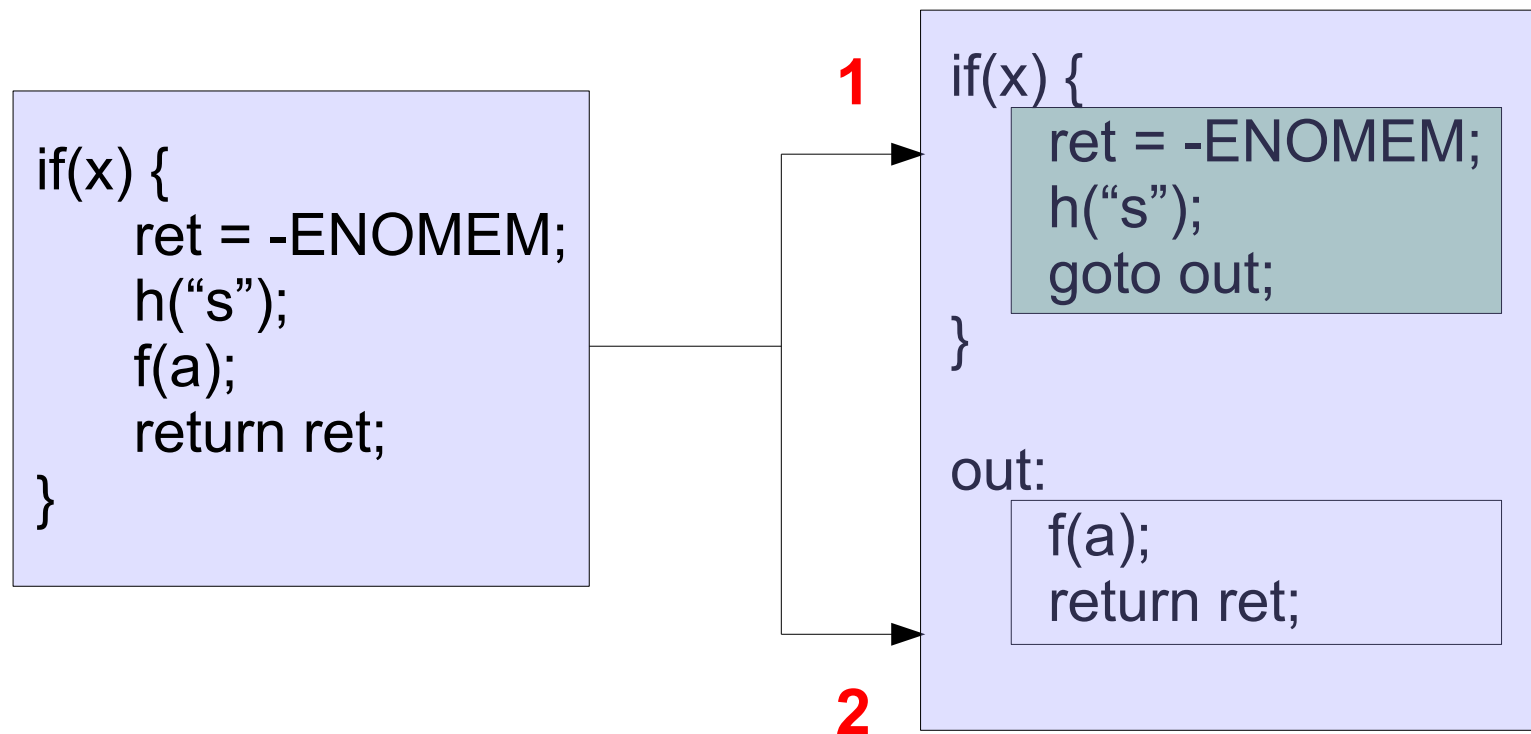 if(x) {
ret = -ENOMEM;
h(“s”);
f(a);
return ret;
}
1
if(x) {
ret = -ENOMEM;
h(“s”);
goto out;
}
out:
f(a);
return ret;
2